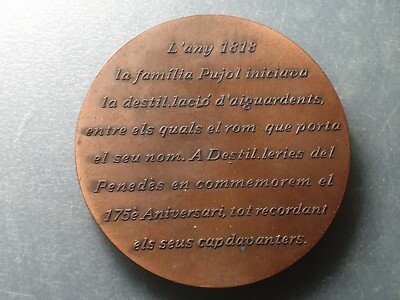 L'any 1818
la família Pujol iniciava
la destil.lació d'aiguardents,
entre els quals el rom que porta
el seu nom. A Destil.leries del
Penedès en commemorem el
175è Aniversari, tot recordant
els seus capdavanters.